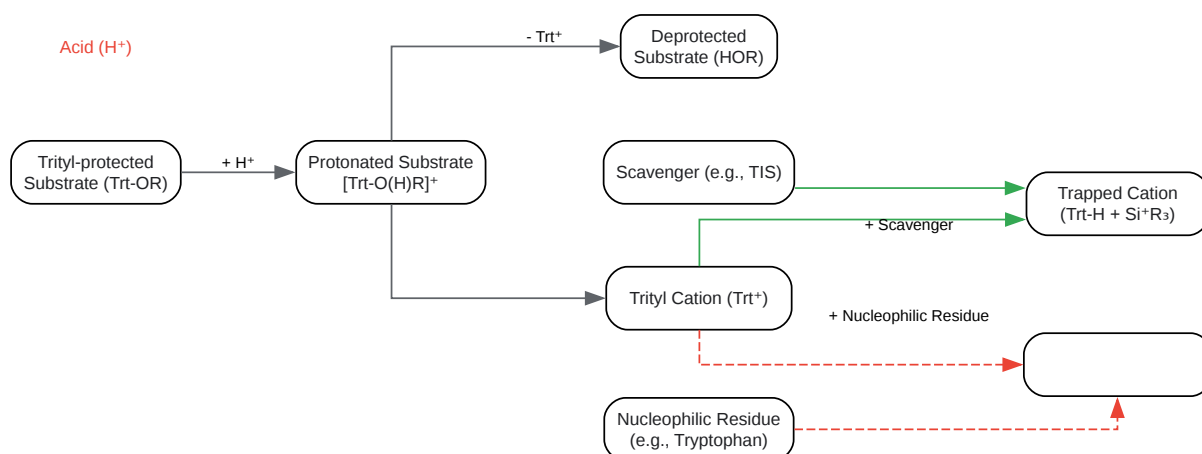 Acid (H⁺)
- Trt⁺
Deprotected
Substrate (HOR)
Trityl-protected
Substrate (Trt-OR)
+ H⁺
Protonated Substrate
[Trt-O(H)R]⁺
Scavenger (e.g., TIS)
Trapped Cation
(Trt-H + Si⁺R₃)
+ Scavenger
Trityl Cation (Trt⁺)
+ Nucleophilic Residue
Nucleophilic Residue
(e.g., Tryptophan)